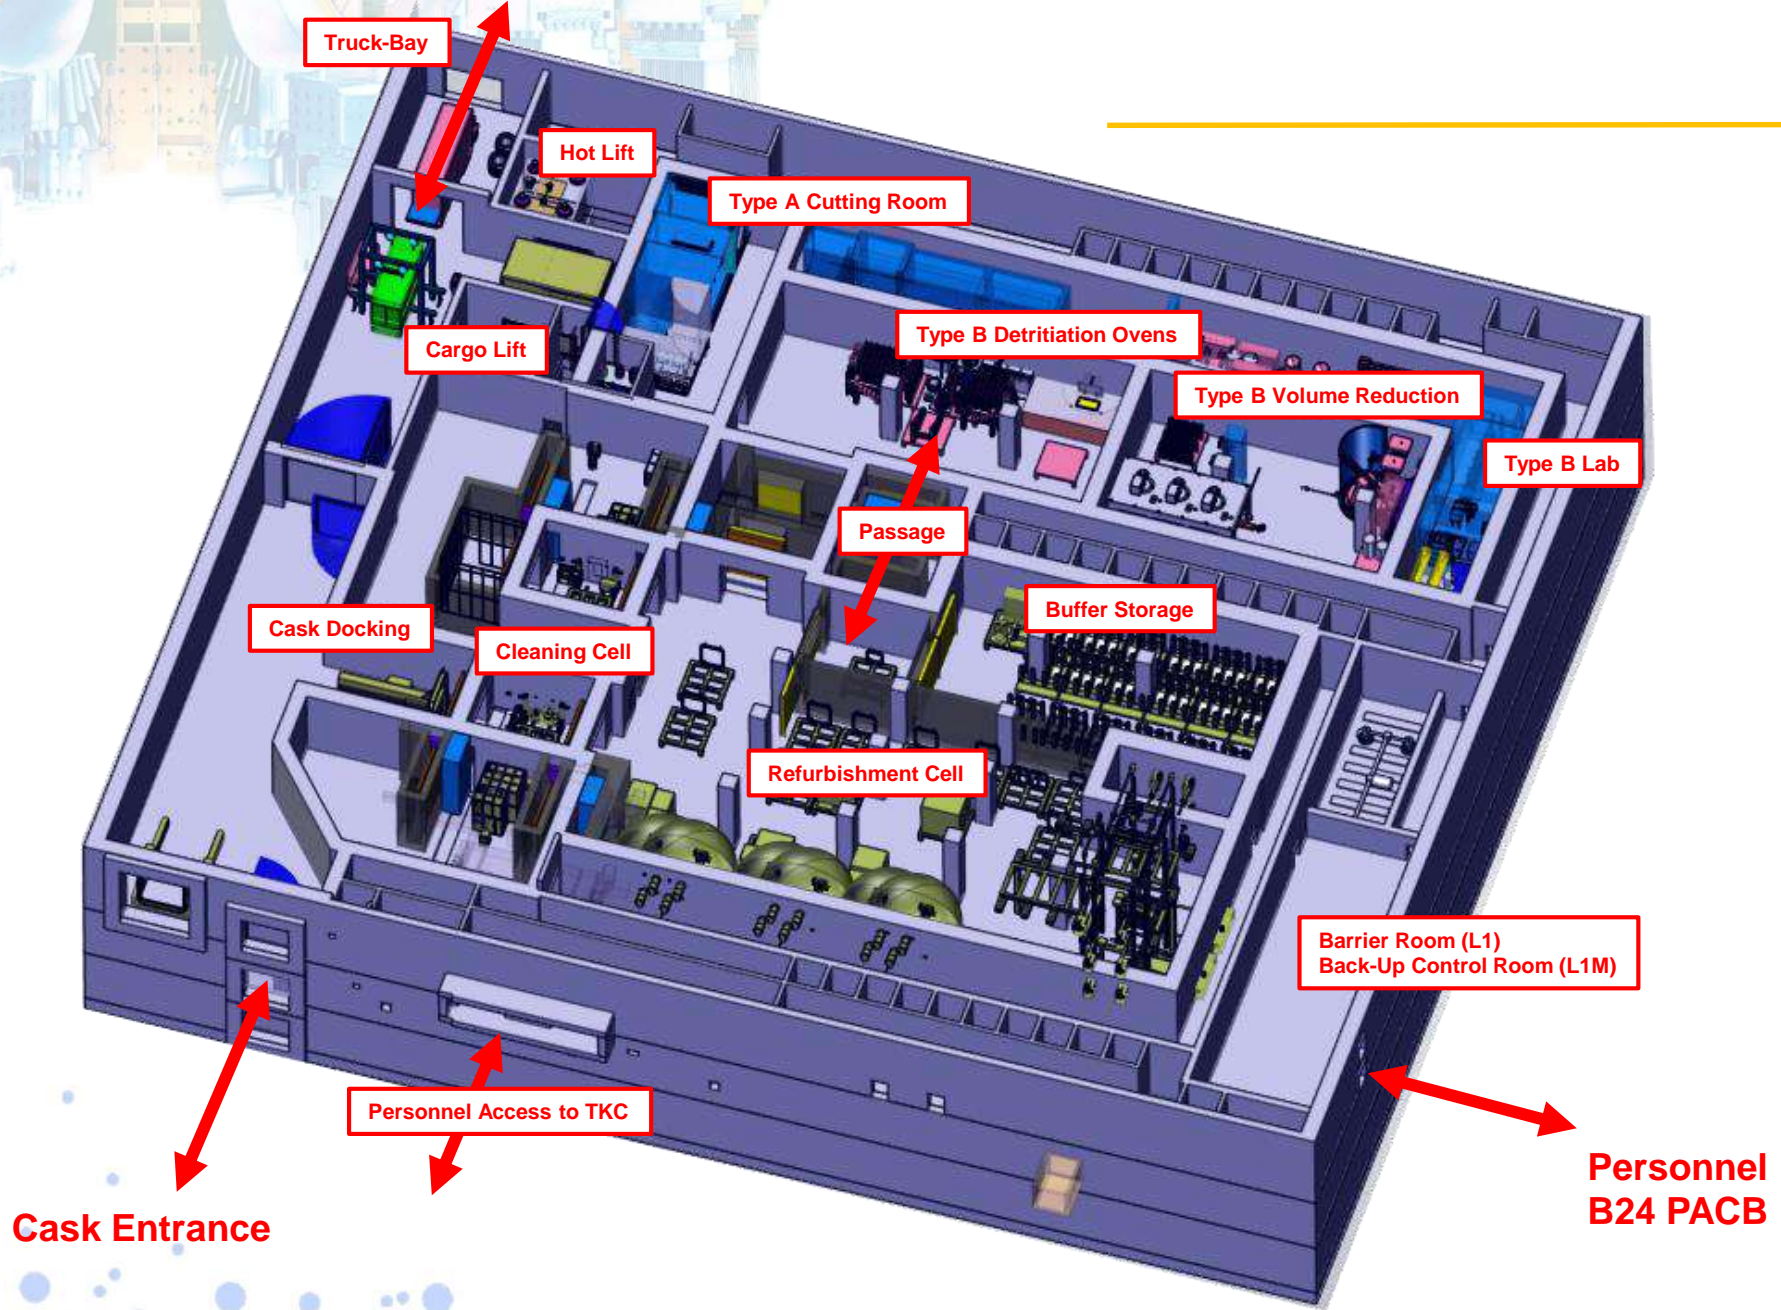 Truck-Bay
Hot Lift
Type A Cutting Room
Cargo Lift
Type B Detritiation Ovens
Type B Volume Reduction
Type B Lab
Passage
Buffer Storage
Cask Docking
Cleaning Cell
Refurbishment Cell
Barrier Room (L1)
Back-Up Control Room (L1M)
Personnel Access to TKC
Personnel
B24 PACB
Cask Entrance